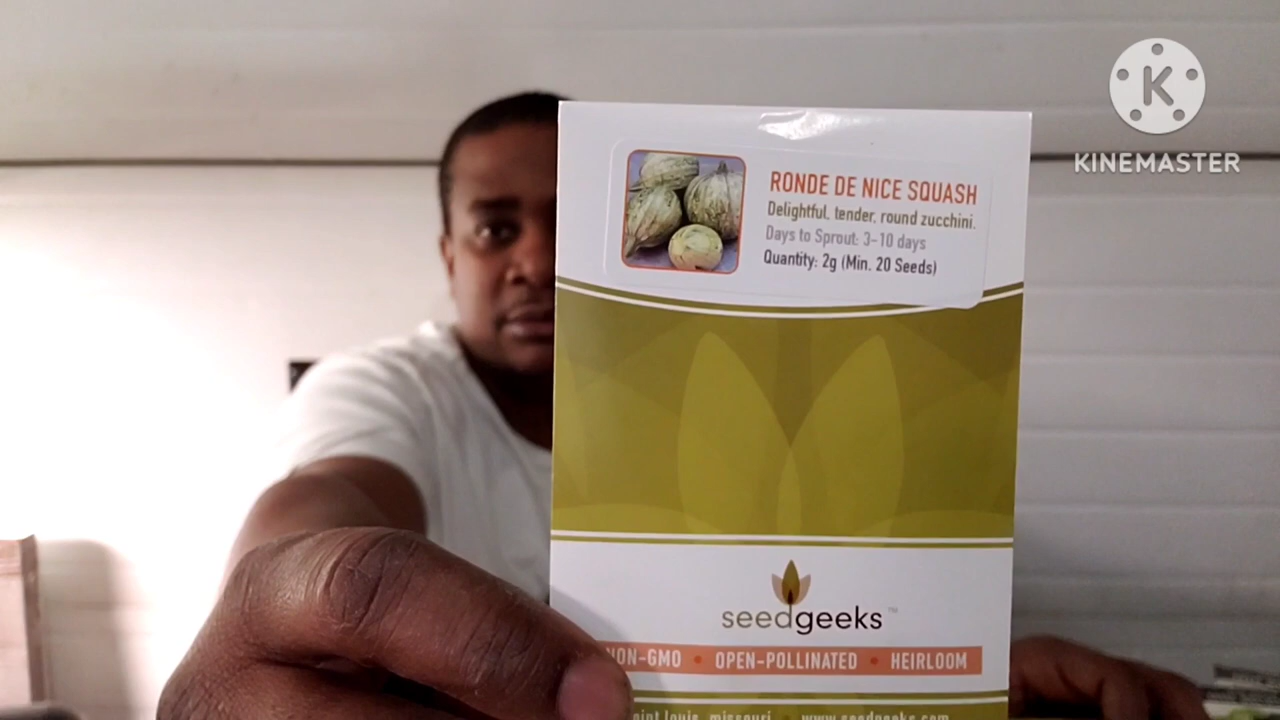 K
KINEMASTER
RONDE DE NICE SQUASH
Delightful, tender, round zucchini.
Days to Sprout: 3-10 days
Quantity: 2g (Min. 20 Seeds)
seedgeeks™
NON-GMO • OPEN-POLLINATED • HEIRLOOM
saint louis, missouri • www.seedgeeks.com